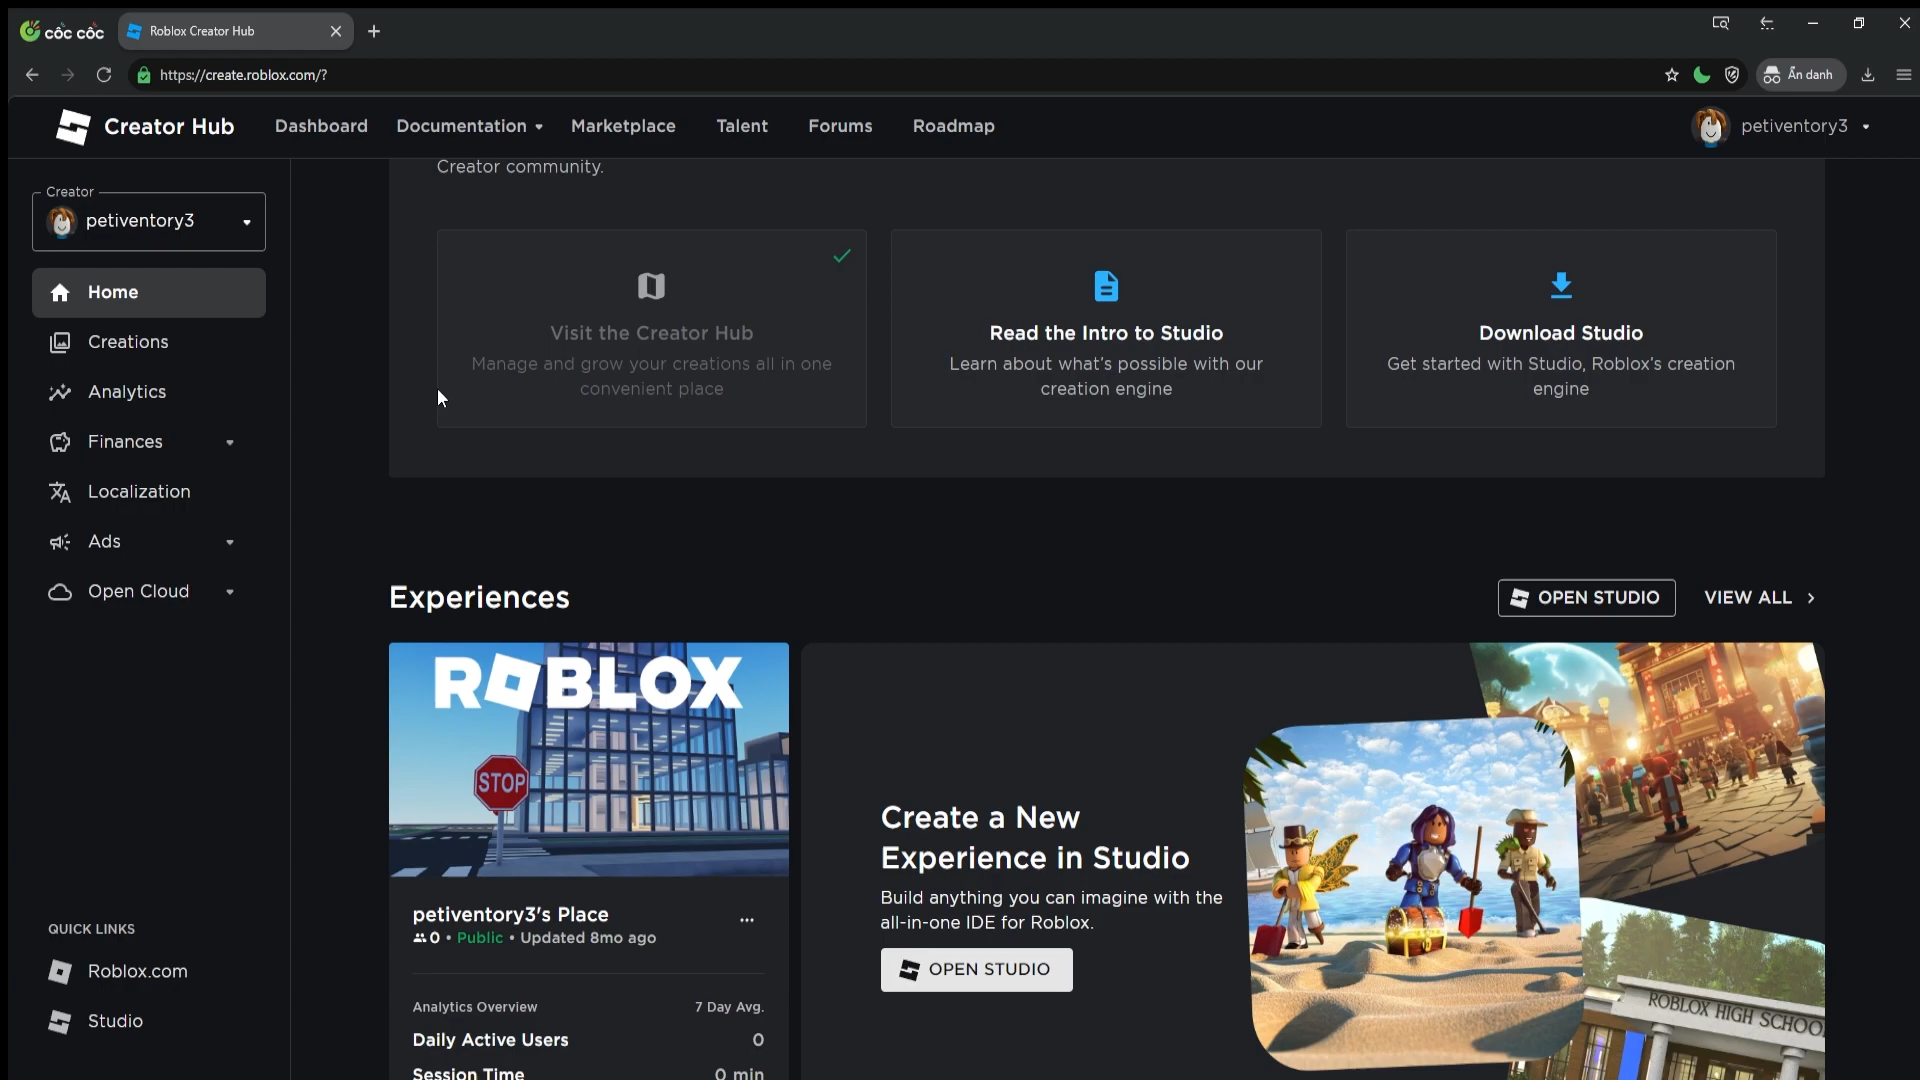 cốc cốc
Roblox Creator Hub
https://create.roblox.com/?
Ẩn danh
Creator Hub
Dashboard
Documentation
Marketplace
Talent
Forums
Roadmap
petiventory3
Creator
petiventory3
Home
Creations
Analytics
Finances
Localization
Ads
Open Cloud
QUICK LINKS
Roblox.com
Studio
Creator community.
Visit the Creator Hub
Manage and grow your creations all in one
convenient place
Read the Intro to Studio
Learn about what's possible with our
creation engine
Download Studio
Get started with Studio, Roblox's creation
engine
Experiences
OPEN STUDIO
VIEW ALL
ROBLOX
STOP
petiventory3's Place
0 • Public • Updated 8mo ago
Analytics Overview 7 Day Avg.
Daily Active Users 0
Session Time 0 min
Create a New
Experience in Studio
Build anything you can imagine with the
all-in-one IDE for Roblox.
OPEN STUDIO
ROBLOX HIGH SCHOO